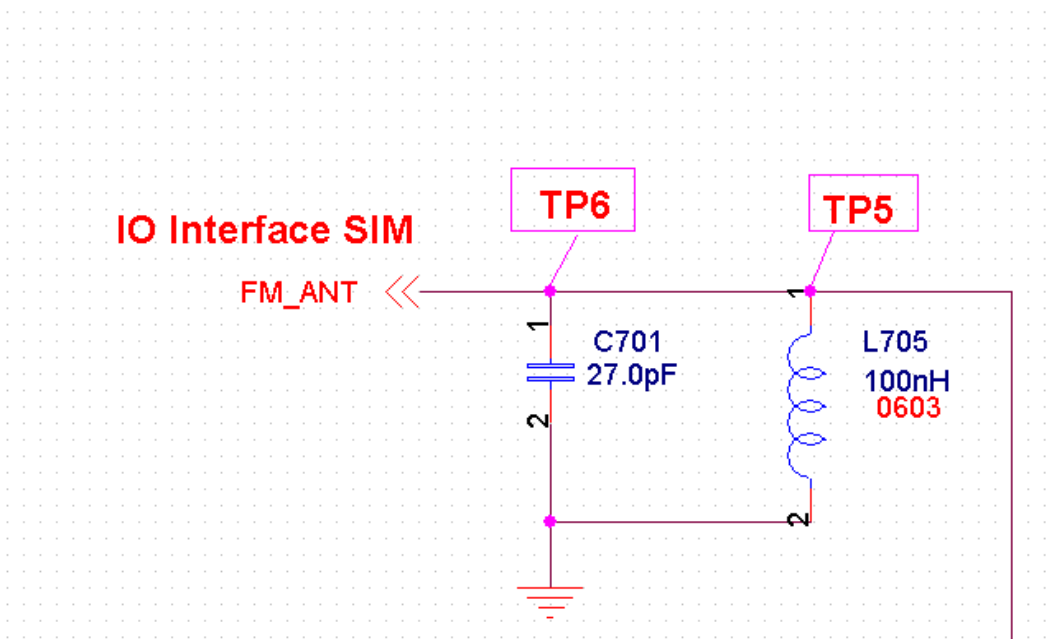 TP6
TP5
IO Interface SIM
FM_ANT
1
1
C701
27.0pF
L705
100nH
0603
2
2